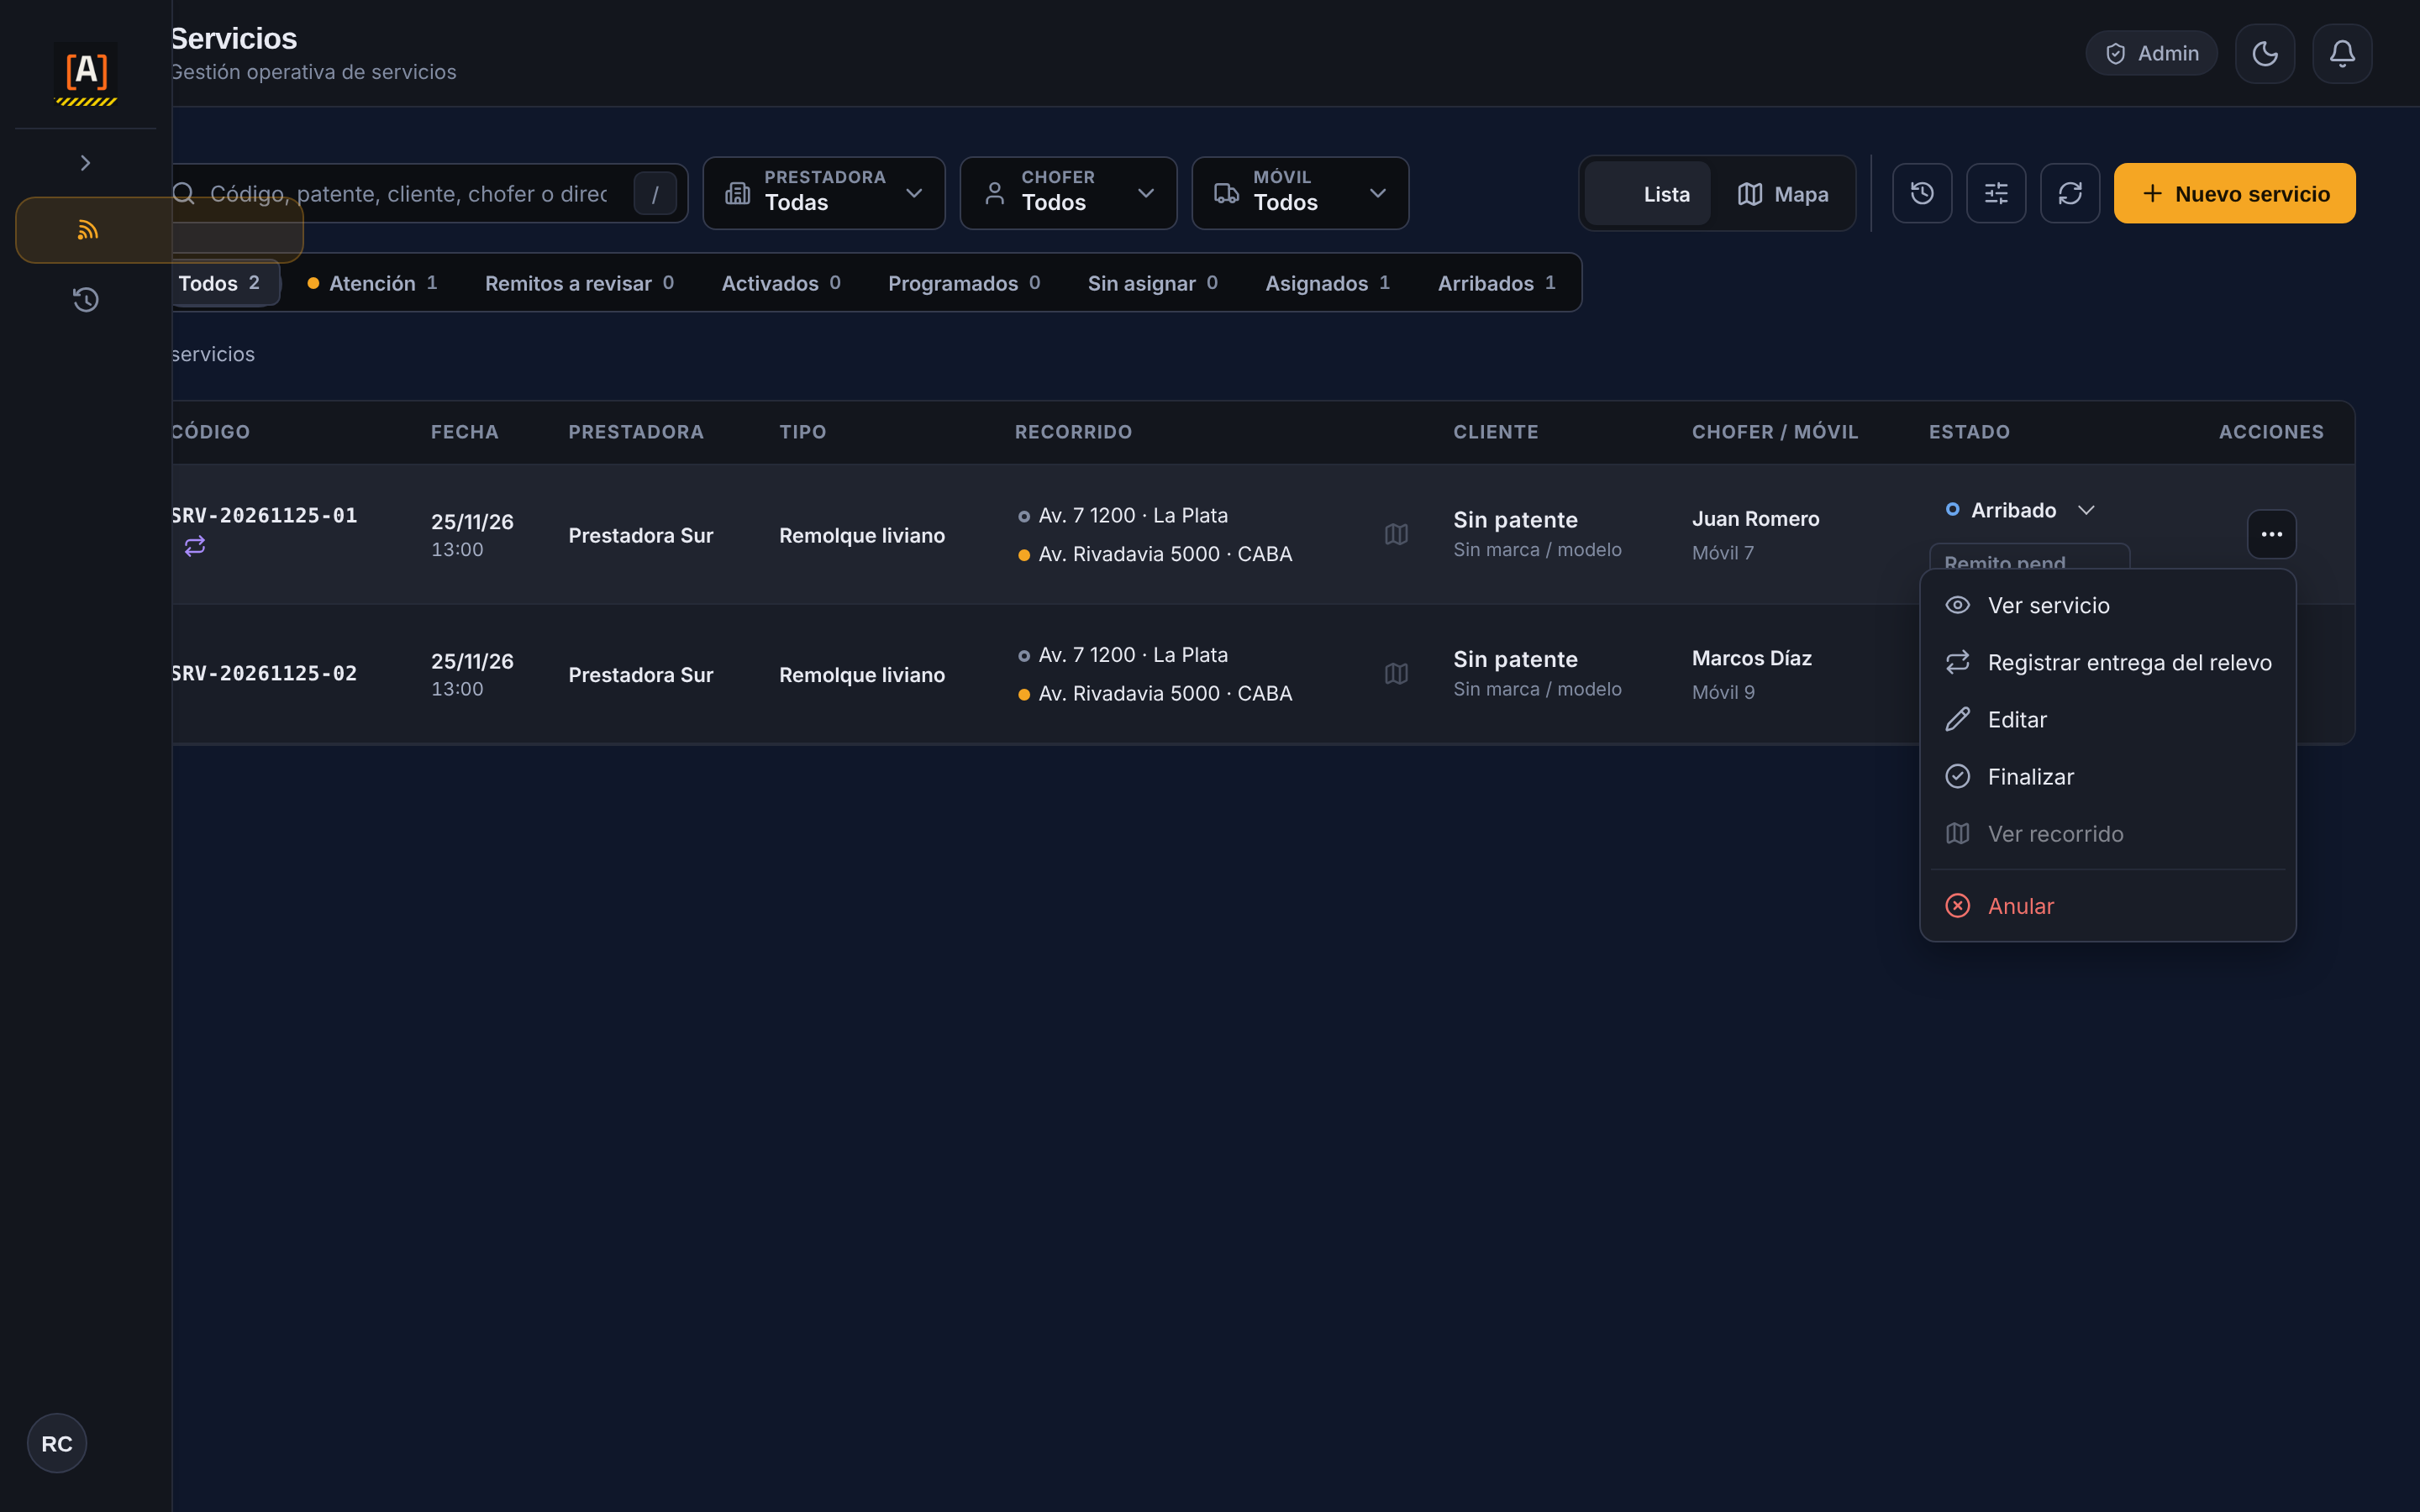 [A]
Servicios
Gestión operativa de servicios
Admin
Código, patente, cliente, chofer o direc
/
PRESTADORA
Todas
CHOFER
Todos
MÓVIL
Todos
Lista
Mapa
Nuevo servicio
Todos 2
Atención 1
Remitos a revisar 0
Activados 0
Programados 0
Sin asignar 0
Asignados 1
Arribados 1
servicios
CÓDIGO
FECHA
PRESTADORA
TIPO
RECORRIDO
CLIENTE
CHOFER / MÓVIL
ESTADO
ACCIONES
SRV-20261125-01
25/11/26
13:00
Prestadora Sur
Remolque liviano
Av. 7 1200 · La Plata
Av. Rivadavia 5000 · CABA
Sin patente
Sin marca / modelo
Juan Romero
Móvil 7
Arribado
Remito pend
SRV-20261125-02
25/11/26
13:00
Prestadora Sur
Remolque liviano
Av. 7 1200 · La Plata
Av. Rivadavia 5000 · CABA
Sin patente
Sin marca / modelo
Marcos Díaz
Móvil 9
Ver servicio
Registrar entrega del relevo
Editar
Finalizar
Ver recorrido
Anular
RC